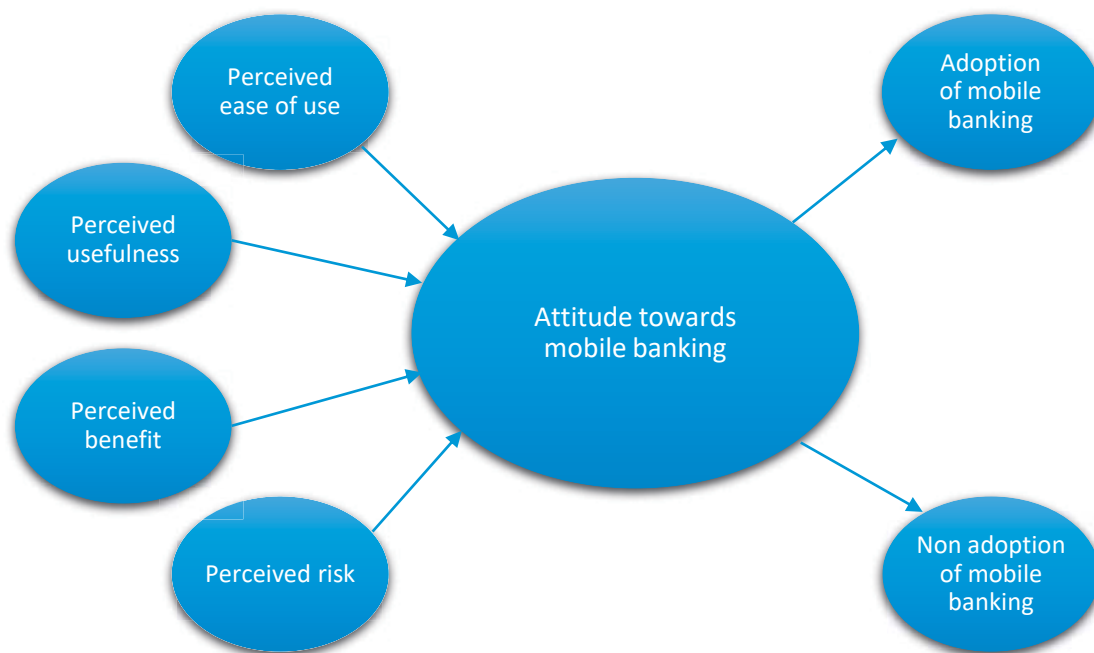 Perceived
ease of use
Perceived
usefulness
Perceived
benefit
Perceived risk
Attitude towards
mobile banking
Adoption
of mobile
banking
Non adoption
of mobile
banking